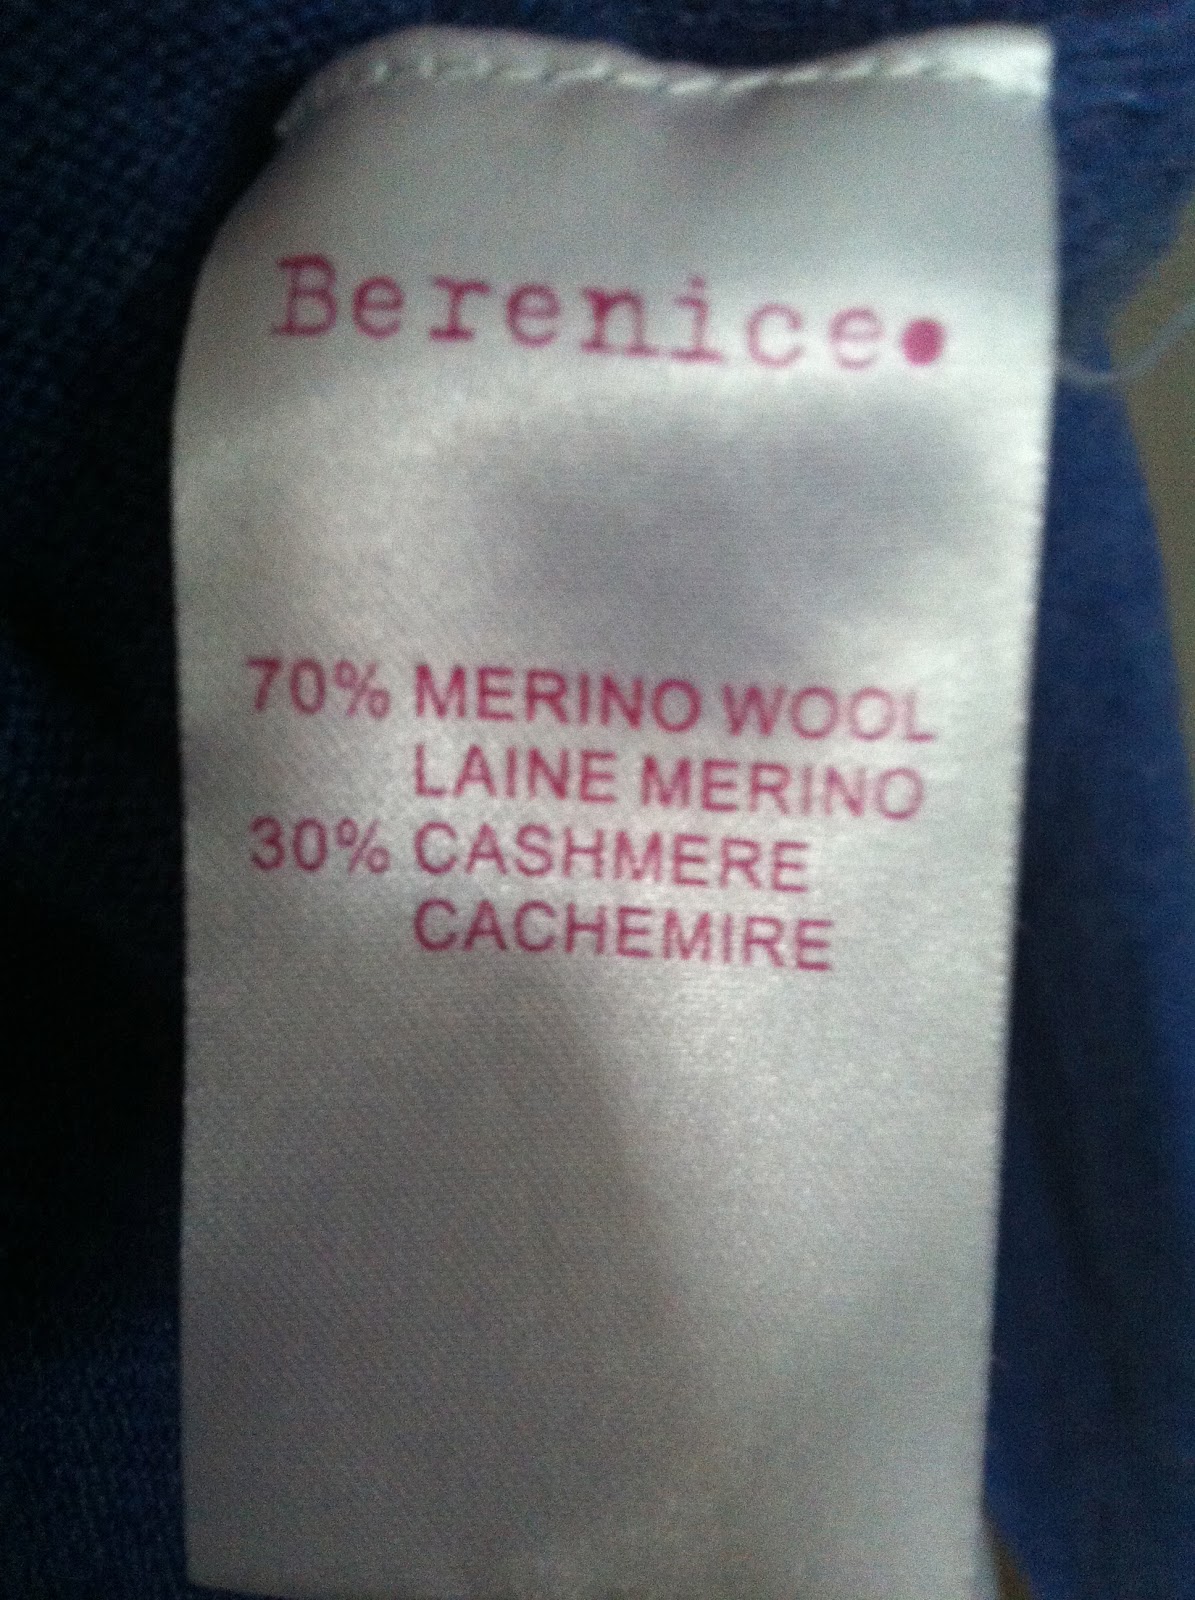 Berenice●
70% MERINO WOOL
LAINE MERINO
30% CASHMERE
CACHEMIRE